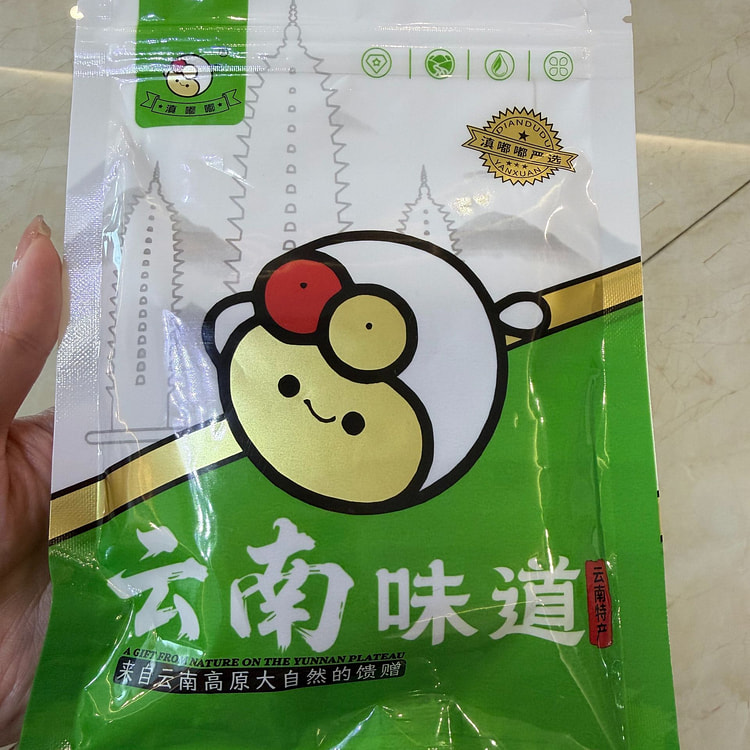 滇嘟嘟
DIANDUDU
滇嘟嘟严选
YANXUAN
云南味道
云南特产
A GIFT FROM NATURE ON THE YUNNAN PLATEAU
来自云南高原大自然的馈赠